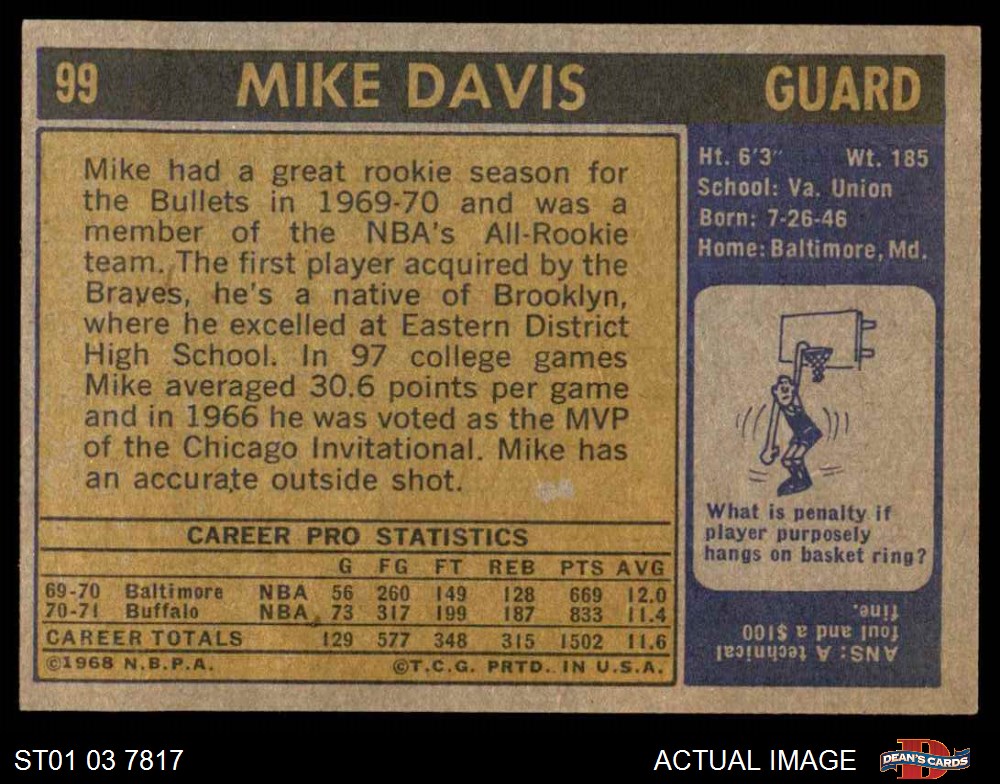 99 MIKE DAVIS GUARD
Mike had a great rookie season for
the Bullets in 1969-70 and was a
member of the NBA's All-Rookie
team. The first player acquired by the
Braves, he's a native of Brooklyn,
where he excelled at Eastern District
High School. In 97 college games
Mike averaged 30.6 points per game
and in 1966 he was voted as the MVP
of the Chicago Invitational. Mike has
an accurate outside shot.
CAREER PRO STATISTICS
G FG FT REB PTS AVG
69-70 Baltimore NBA 56 260 149 128 669 12.0
70-71 Buffalo NBA 73 317 199 187 833 11.4
CAREER TOTALS 129 577 348 315 1502 11.6
©1968 N.B.P.A. ©T.C.G. PRTD. IN U.S.A.
Ht. 6'3" Wt. 185
School: Va. Union
Born: 7-26-46
Home: Baltimore, Md.
What is penalty if
player purposely
hangs on basket ring?
ANS: A technical
foul and a $100
fine.
ST01 03 7817 ACTUAL IMAGE DEAN'S CARDS